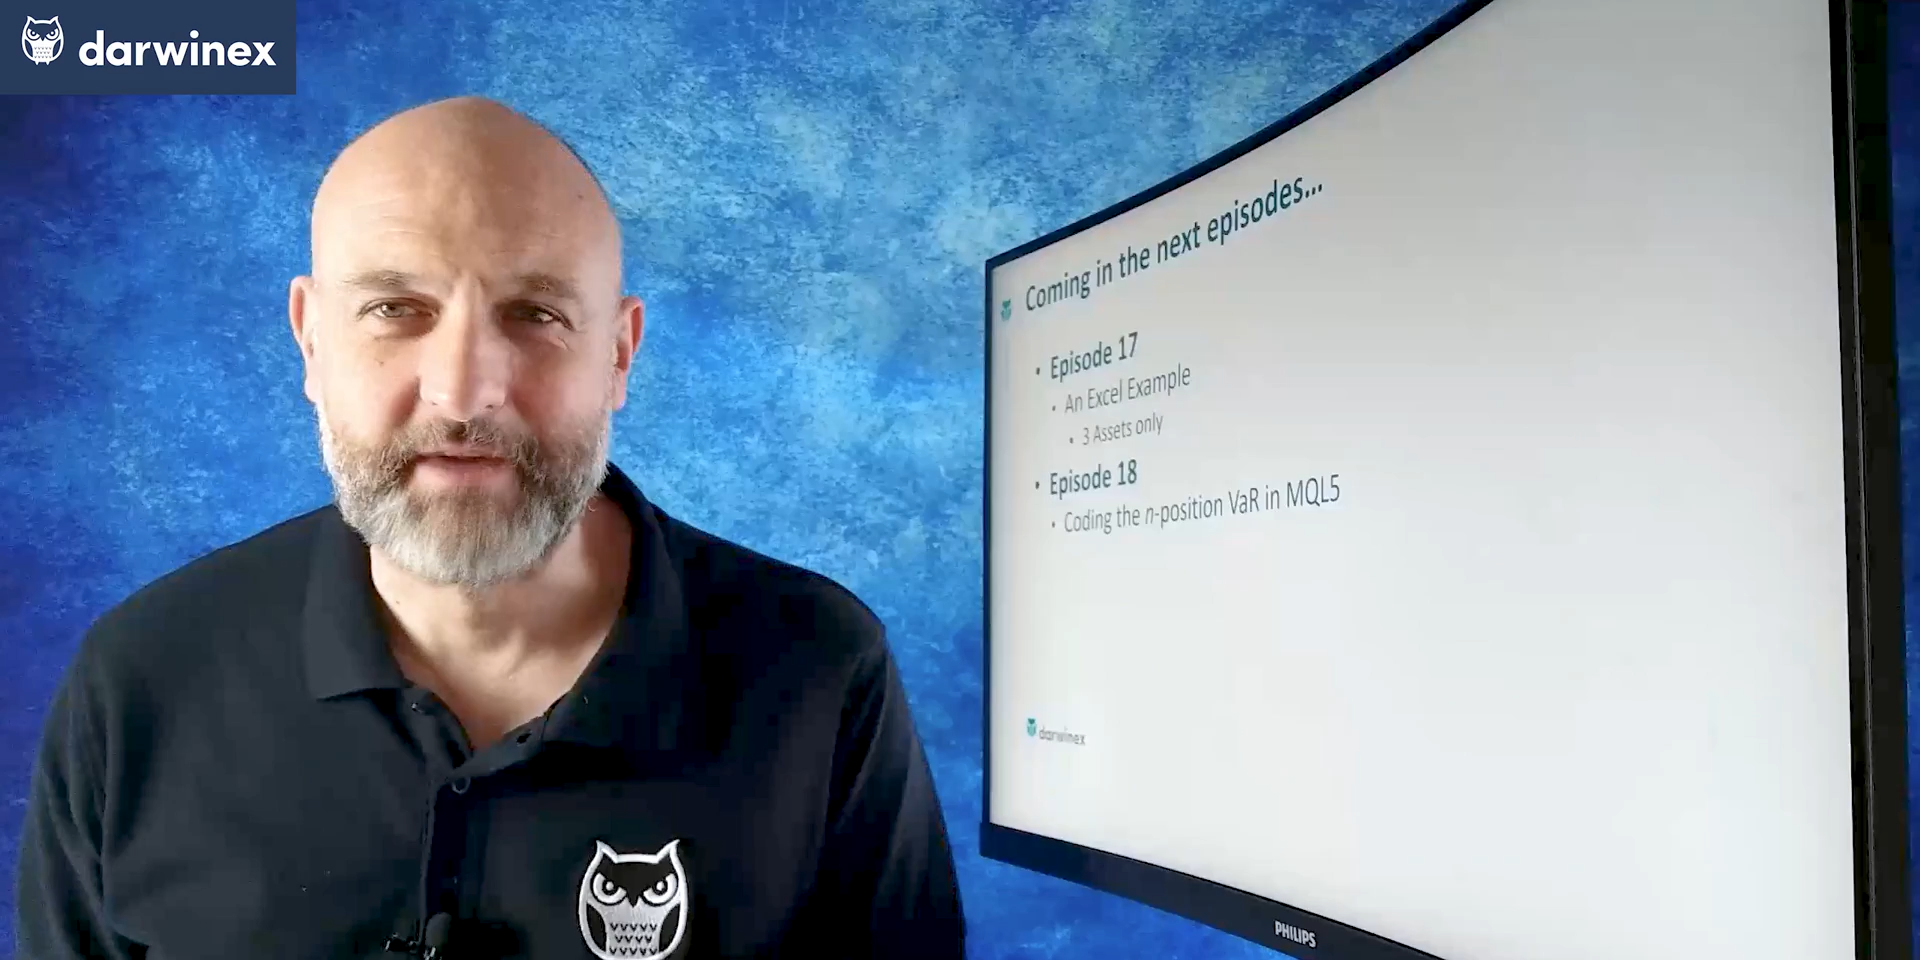 darwinex
Coming in the next episodes...
• Episode 17
• An Excel Example
• 3 Assets only
• Episode 18
• Coding the n-position VaR in MQL5
darwinex
PHILIPS